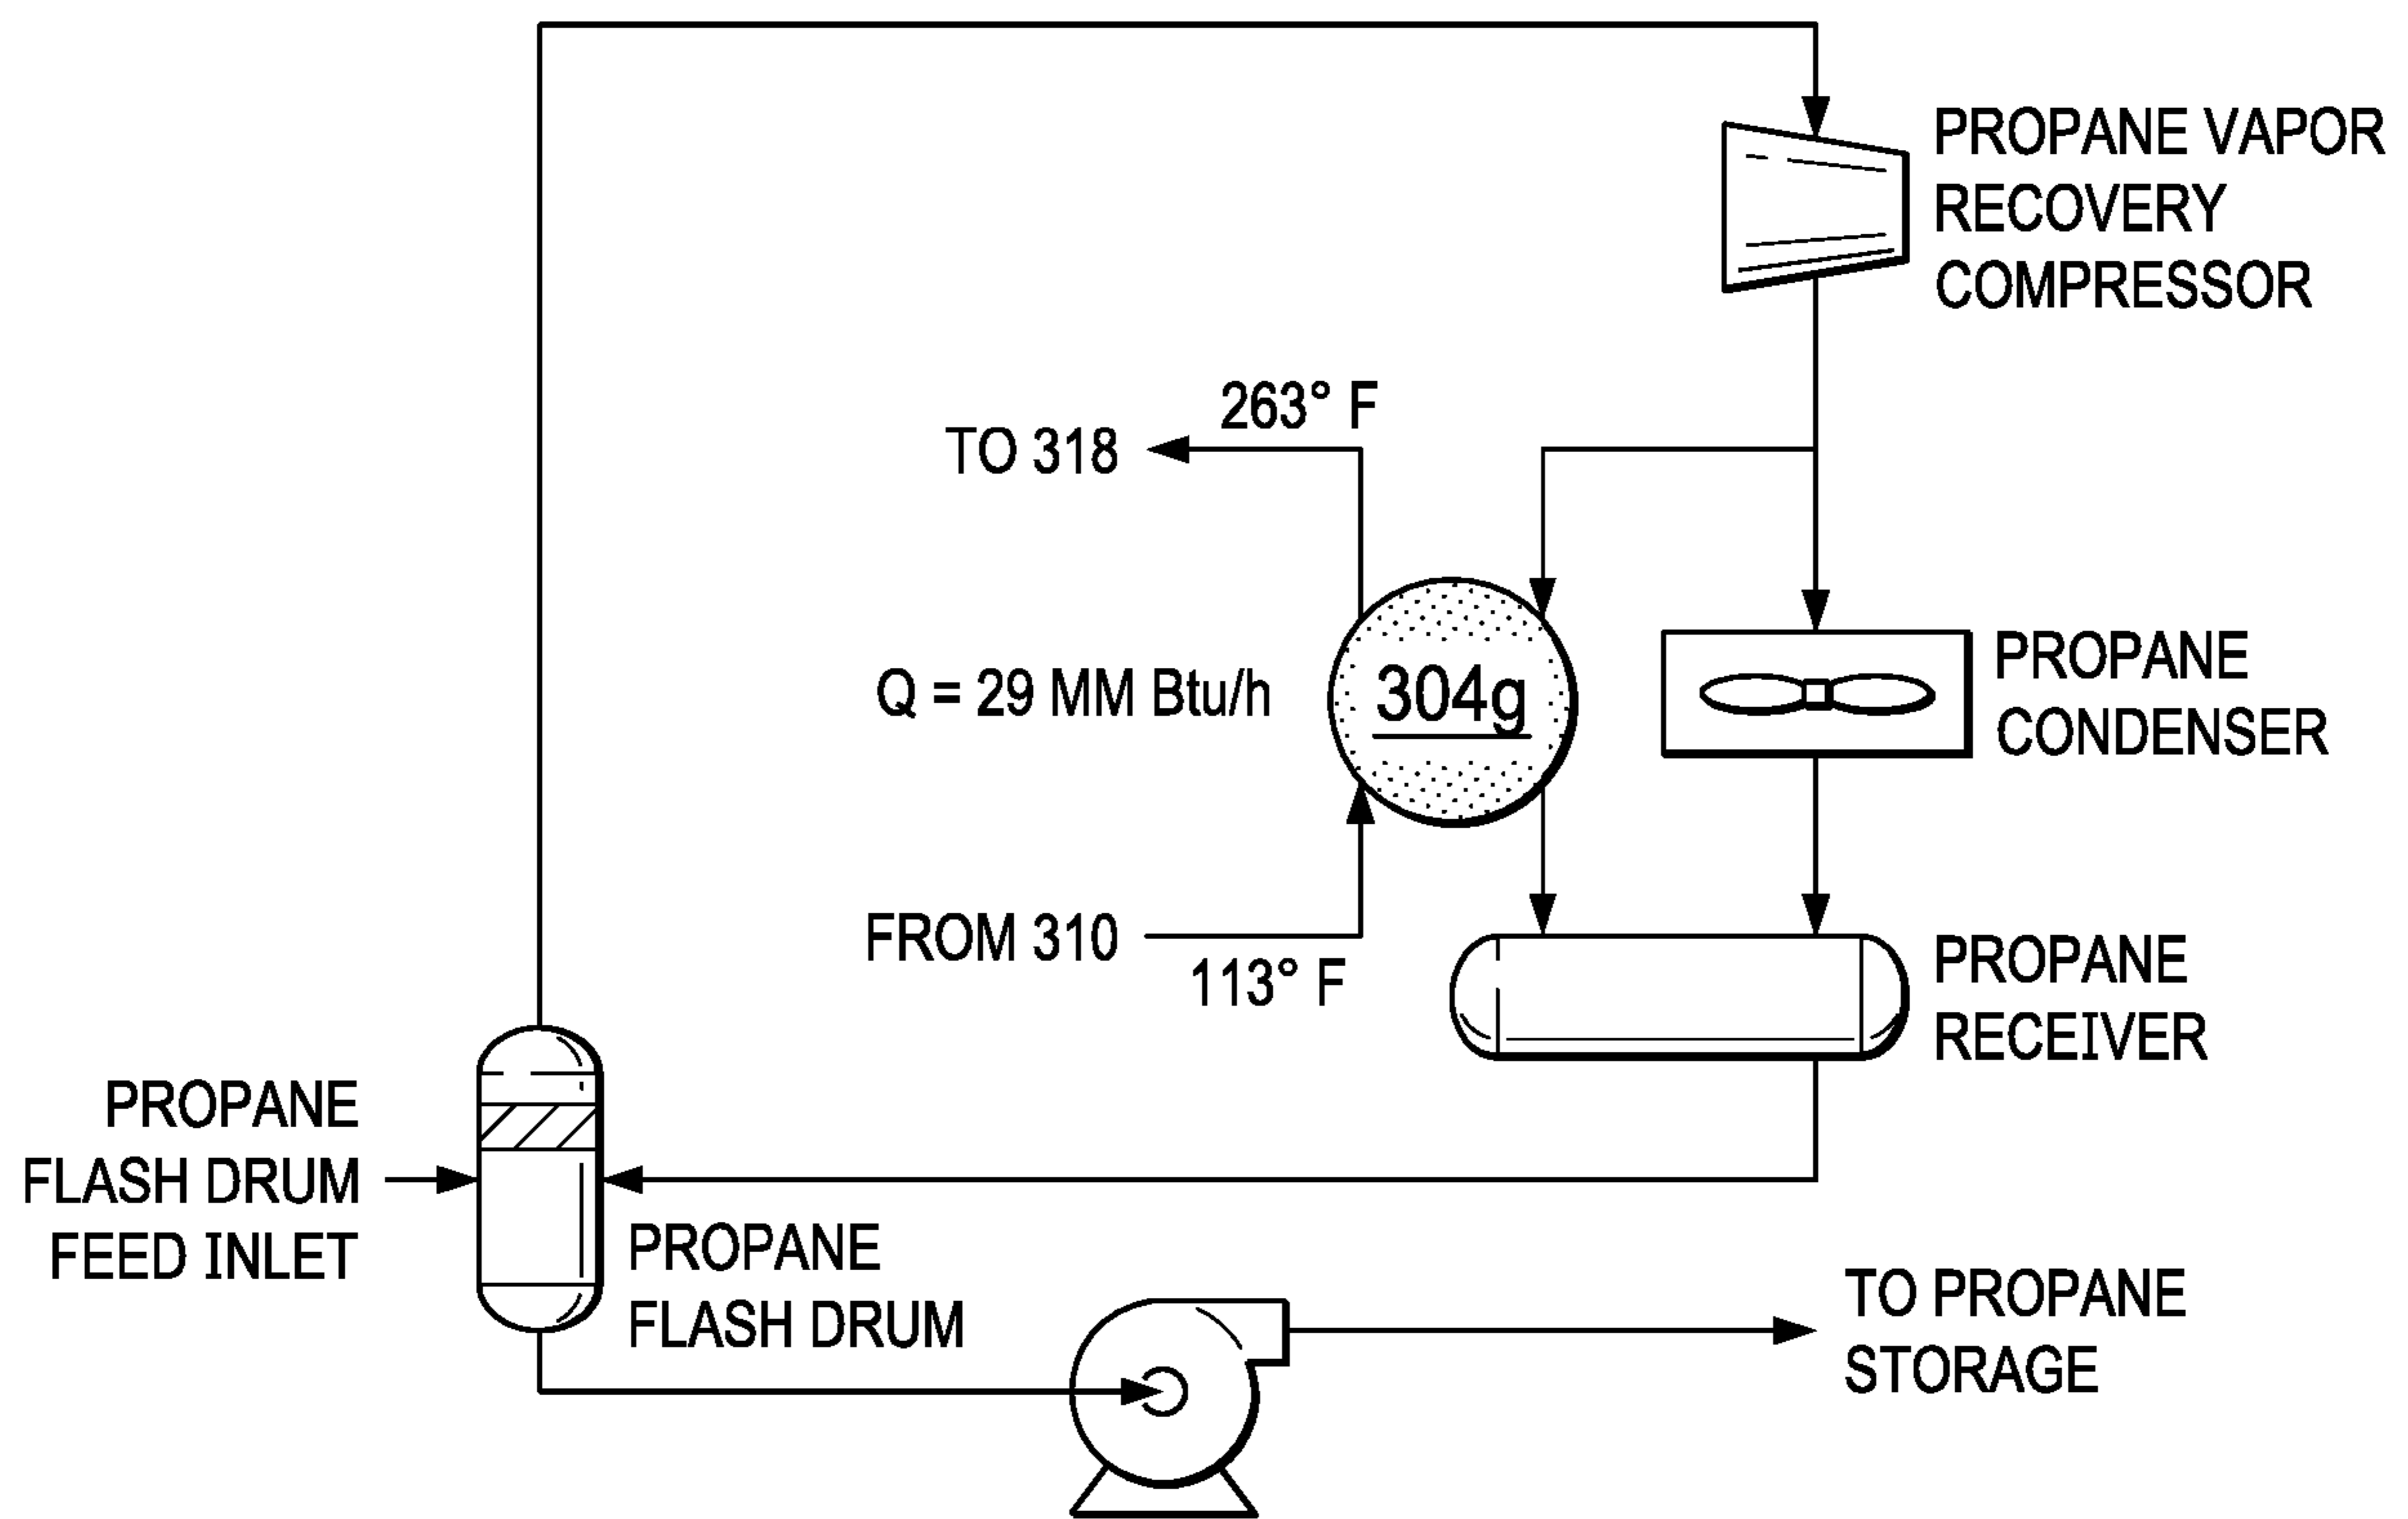 PROPANE VAPOR
RECOVERY
COMPRESSOR
263° F
TO 318
Q = 29 MM Btu/h
304g
PROPANE
CONDENSER
FROM 310
113° F
PROPANE
RECEIVER
PROPANE
FLASH DRUM
FEED INLET
PROPANE
FLASH DRUM
TO PROPANE
STORAGE